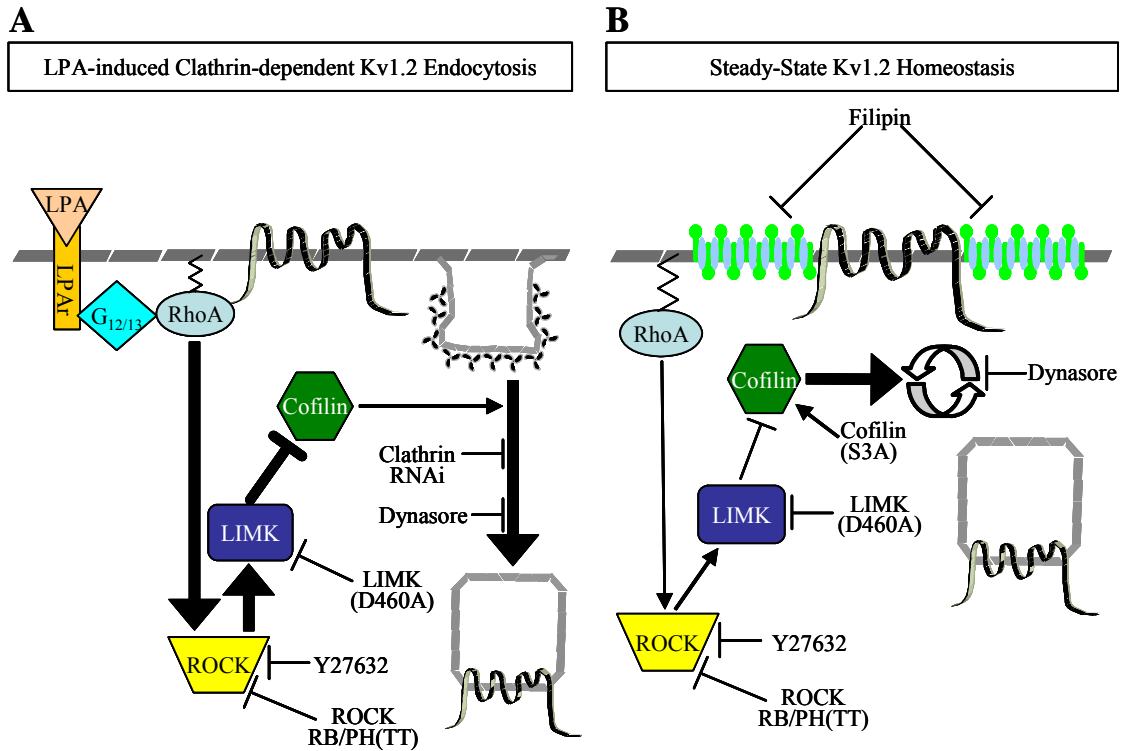 A
LPA-induced Clathrin-dependent Kv1.2 Endocytosis
LPA
LPAr
G12/13
RhoA
Cofilin
Clathrin
RNAi
Dynasore
LIMK
LIMK
(D460A)
ROCK
Y27632
ROCK
RB/PH(TT)
B
Steady-State Kv1.2 Homeostasis
Filipin
RhoA
Cofilin
Dynasore
Cofilin
(S3A)
LIMK
LIMK
(D460A)
ROCK
Y27632
ROCK
RB/PH(TT)